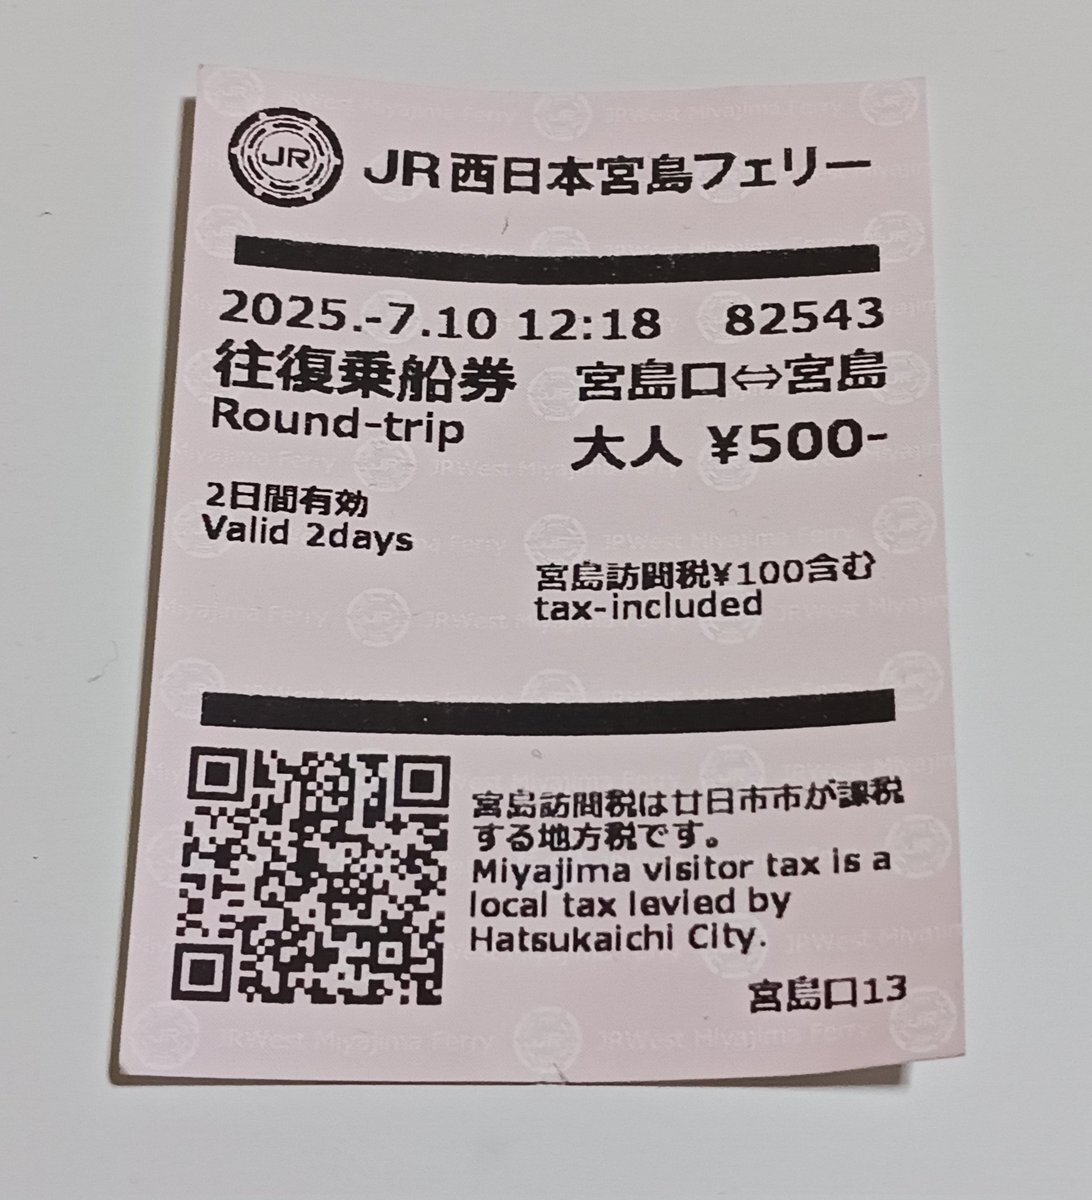 JR JR西日本宮島フェリー
2025.-7.10 12:18 82543
往復乗船券 宮島口⇔宮島
Round-trip 大人 ¥500-
2日間有効
Valid 2days
宮島訪問税¥100含む
tax-included
宮島訪問税は廿日市市が課税
する地方税です。
Miyajima visitor tax is a
local tax levied by
Hatsukaichi City.
宮島口13
JRWest Miyajima Ferry